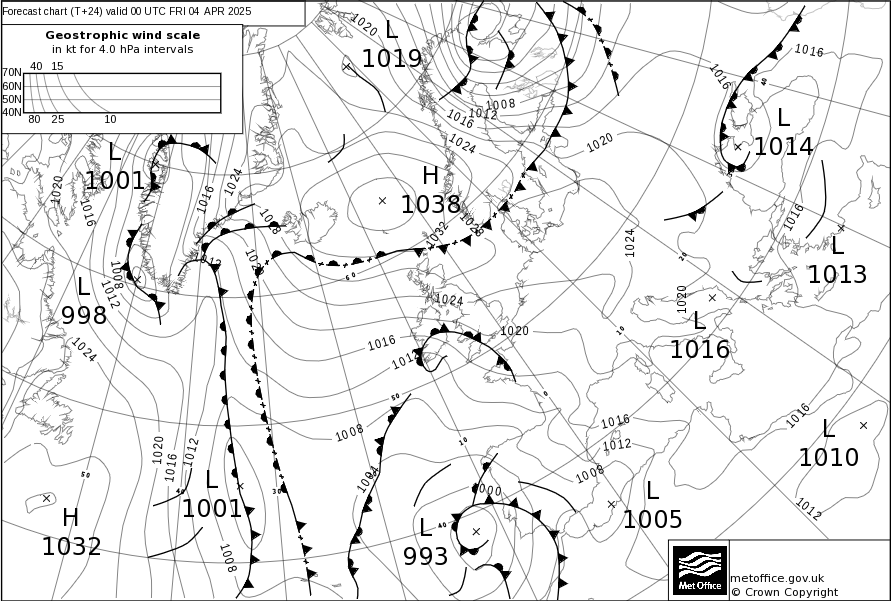 Forecast chart (T+24) valid 00 UTC FRI 04 APR 2025
Geostrophic wind scale
in kt for 4.0 hPa intervals
40 15
70N
60N
50N
40N
80 25 10
L
1019
1020
1016
1008
1012
1016
1024
1020
1016
1016
40
L
1014
L
1001
1020
1016
1016
1024
H
1038
1032
1028
1016
L
1013
1024
20
1020
L
1016
L
998
1008
1012
1012
60
1024
1016
1012
1020
10
1024
0
50
1008
1004
10
1016
1012
1008
1016
L
1010
1012
50
H
1032
1020
1016
1012
40
L
1001
30
1008
L
993
40
L
1005
Met Office
metoffice.gov.uk
© Crown Copyright